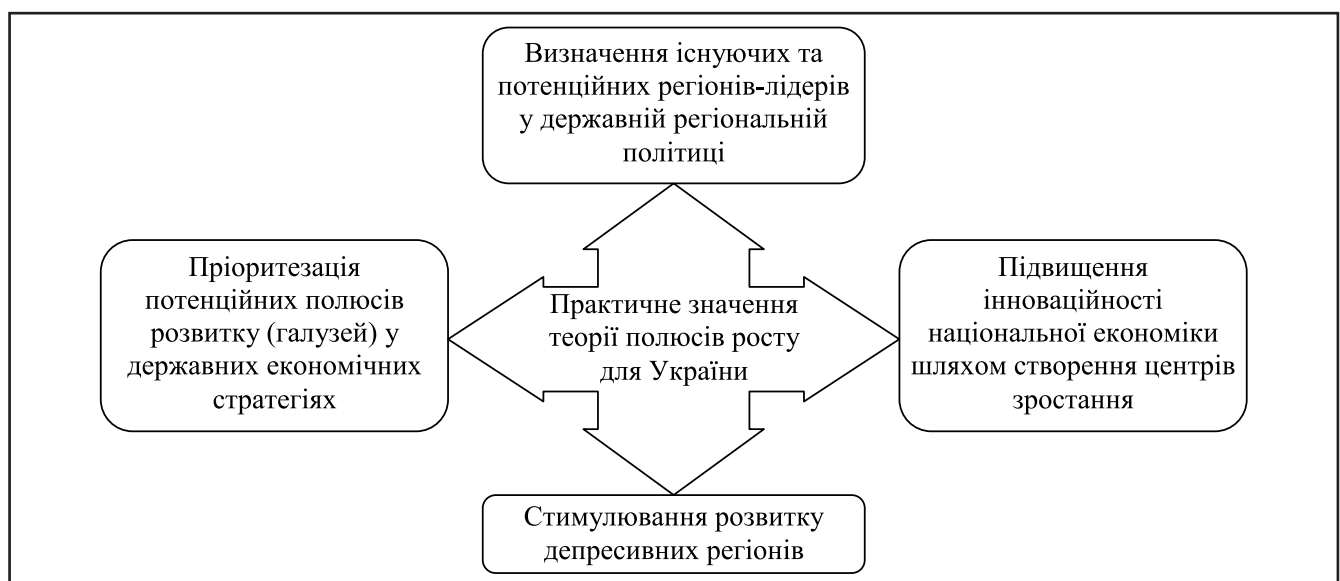 Визначення існуючих та
потенційних регіонів-лідерів
у державній регіональній
політиці
Пріоритезація
потенційних полюсів
розвитку (галузей) у
державних економічних
стратегіях
Практичне значення
теорії полюсів росту
для України
Підвищення
інноваційності
національної економіки
шляхом створення центрів
зростання
Стимулювання розвитку
депресивних регіонів